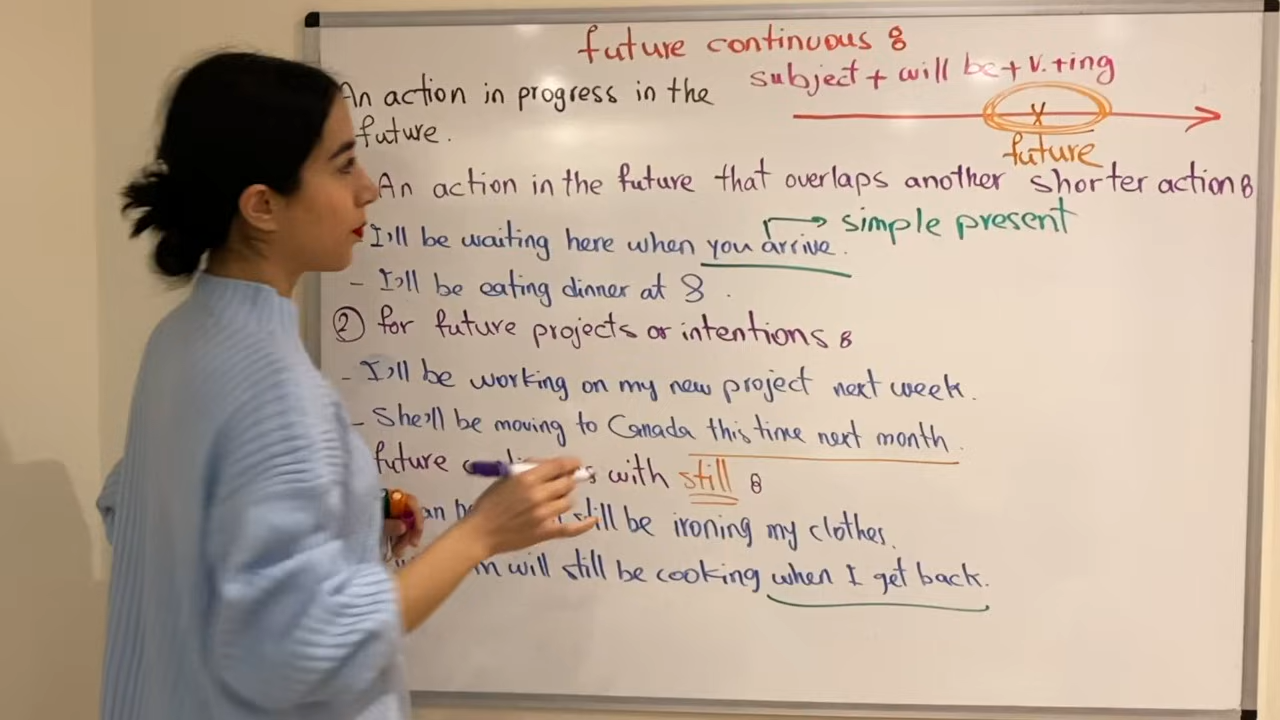 future continuous :
subject + will be + v.+ing
An action in progress in the
future.
future
An action in the future that overlaps another shorter action :
simple present
I'll be waiting here when you arrive.
- I'll be eating dinner at 8 .
② for future projects or intentions :
- I'll be working on my new project next week.
- She'll be moving to Canada this time next month.
future with still :
still be ironing my clothes.
will still be cooking when I get back.